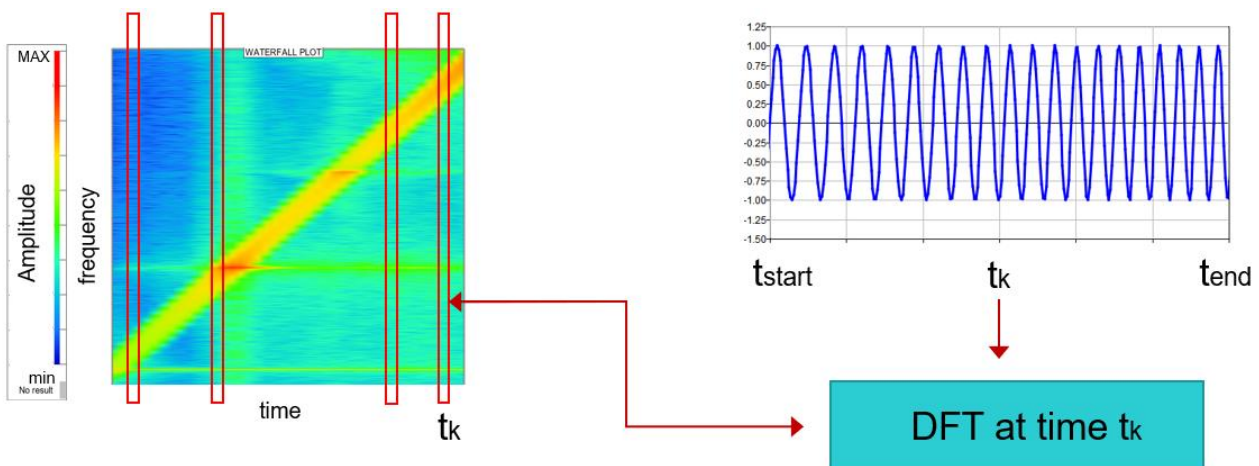 MAX
Amplitude
min
No result
frequency
WATERFALL PLOT
time
tk
1.25
1.00
0.75
0.50
0.25
0.00
-0.25
-0.50
-0.75
-1.00
-1.25
-1.50
tstart
tk
tend
DFT at time tk